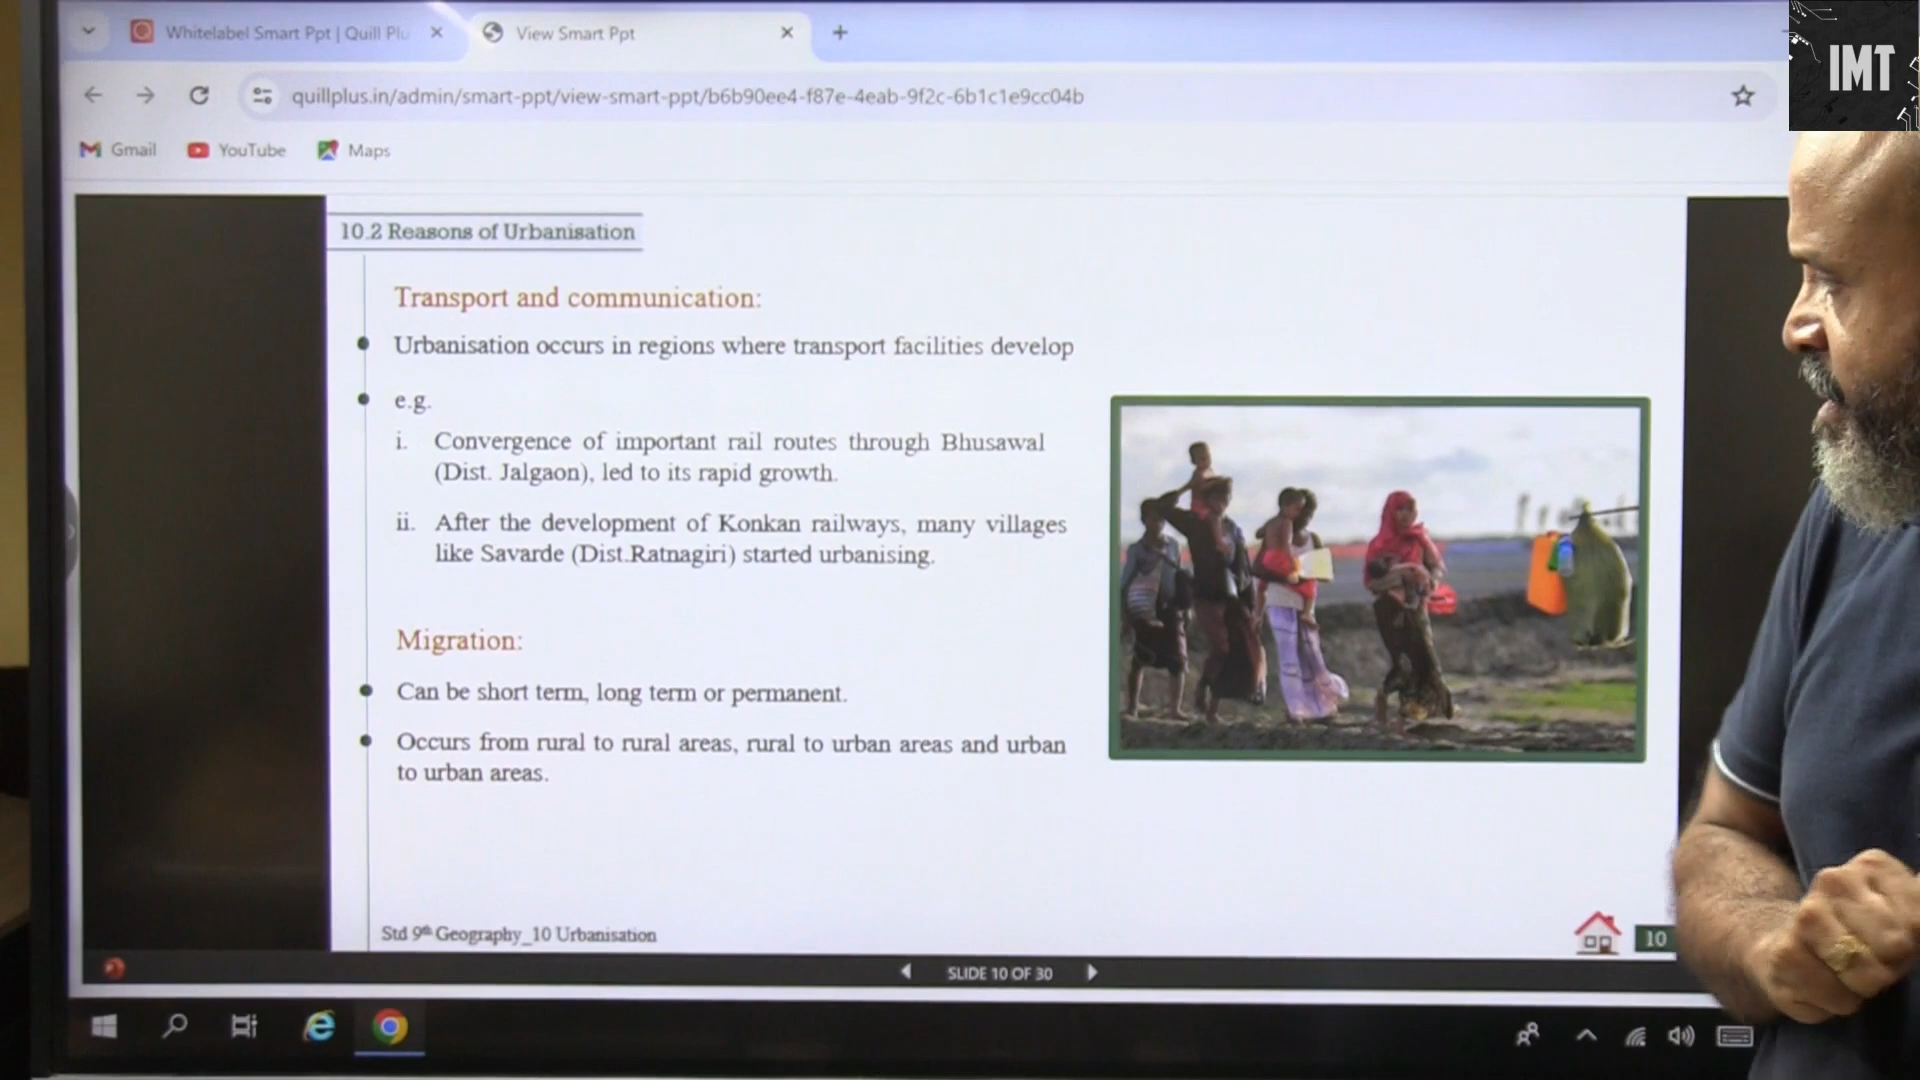 Whitelabel Smart Ppt | Quill Plu
View Smart Ppt
quillplus.in/admin/smart-ppt/view-smart-ppt/b6b90ee4-f87e-4eab-9f2c-6b1c1e9cc04b
IMT
Gmail
YouTube
Maps
10.2 Reasons of Urbanisation
Transport and communication:
Urbanisation occurs in regions where transport facilities develop
e.g.
i. Convergence of important rail routes through Bhusawal
(Dist. Jalgaon), led to its rapid growth.
ii. After the development of Konkan railways, many villages
like Savarde (Dist.Ratnagiri) started urbanising.
Migration:
Can be short term, long term or permanent.
Occurs from rural to rural areas, rural to urban areas and urban
to urban areas.
Std 9th Geography_10 Urbanisation
10
SLIDE 10 OF 30